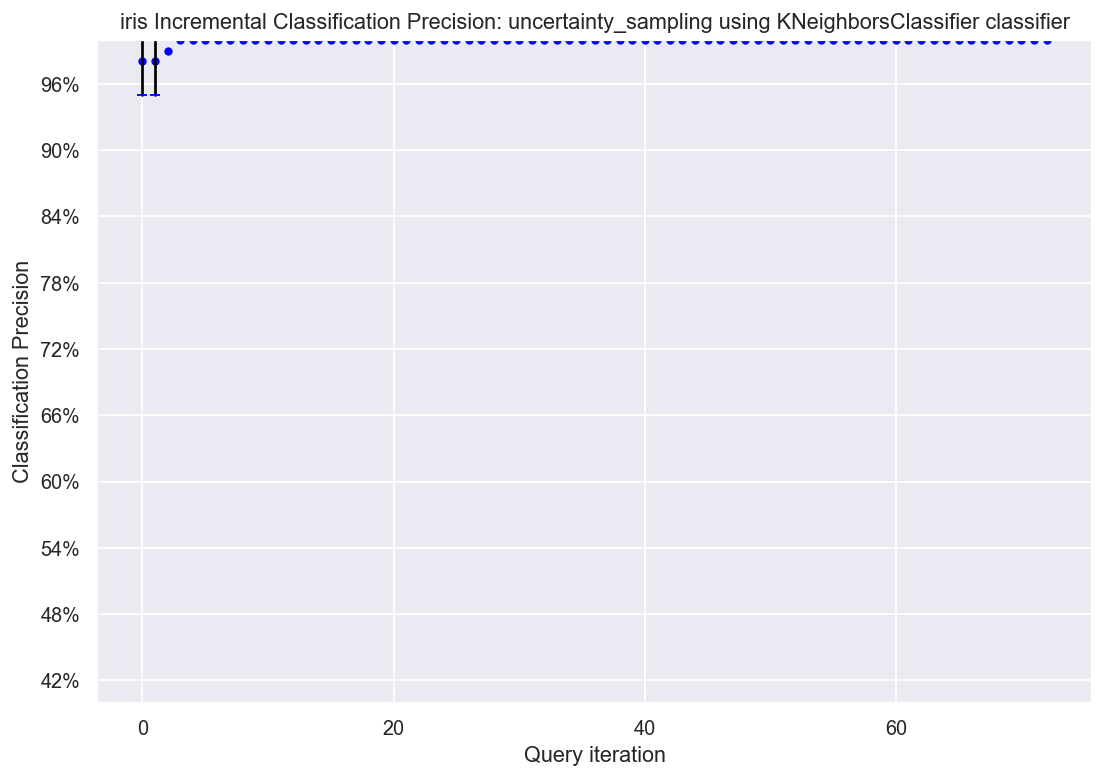 iris Incremental Classification Precision: uncertainty_sampling using KNeighborsClassifier classifier
96%
90%
84%
78%
72%
66%
60%
54%
48%
42%
Classification Precision
0 20 40 60
Query iteration